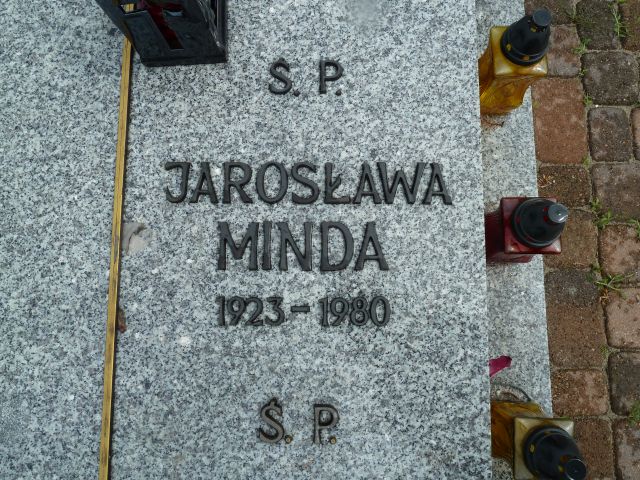 Ś. P.
JAROSŁAWA
MINDA
1923-1980
Ś. P.